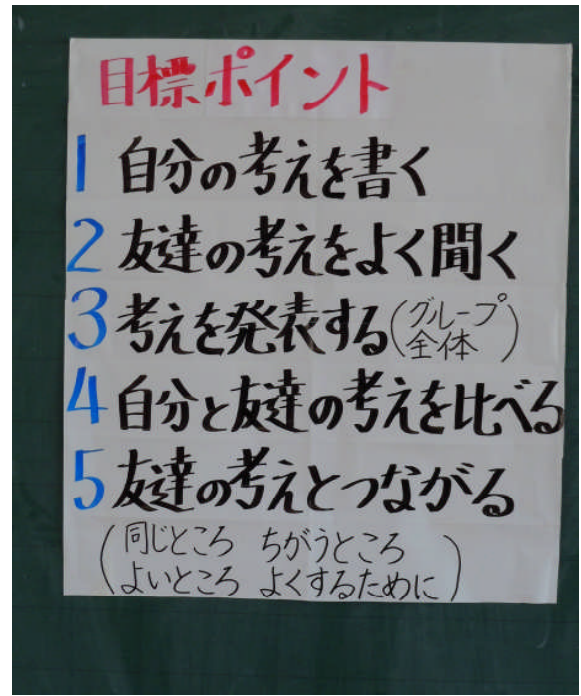 目標ポイント
1 自分の考えを書く
2 友達の考えをよく聞く
3 考えを発表する(グループ 全体)
4 自分と友達の考えを比べる
5 友達の考えとつながる
(同じところ ちがうところ
よいところ よくするために)